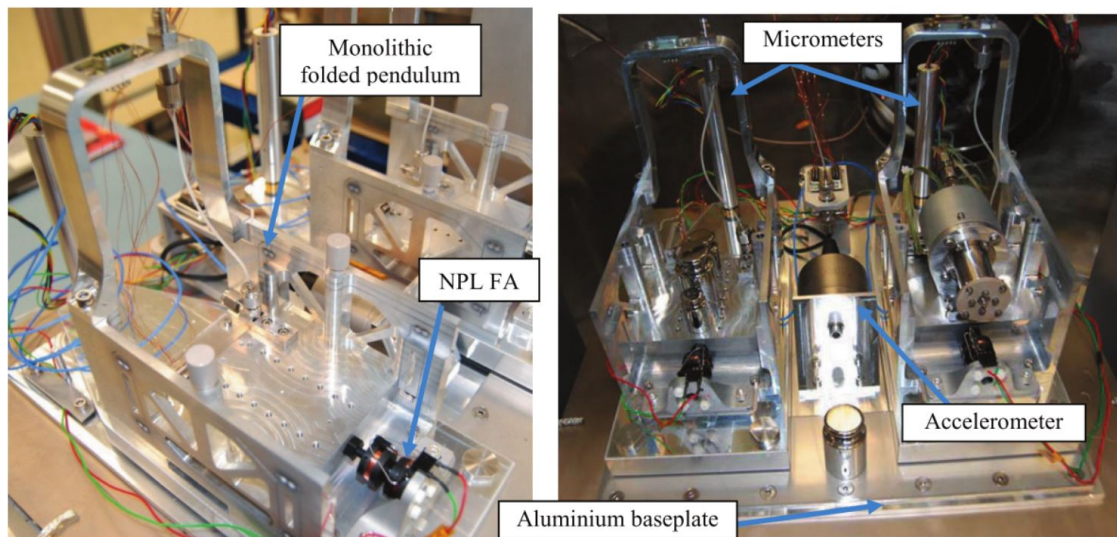 Monolithic
folded pendulum
NPL FA
Micrometers
Accelerometer
Aluminium baseplate